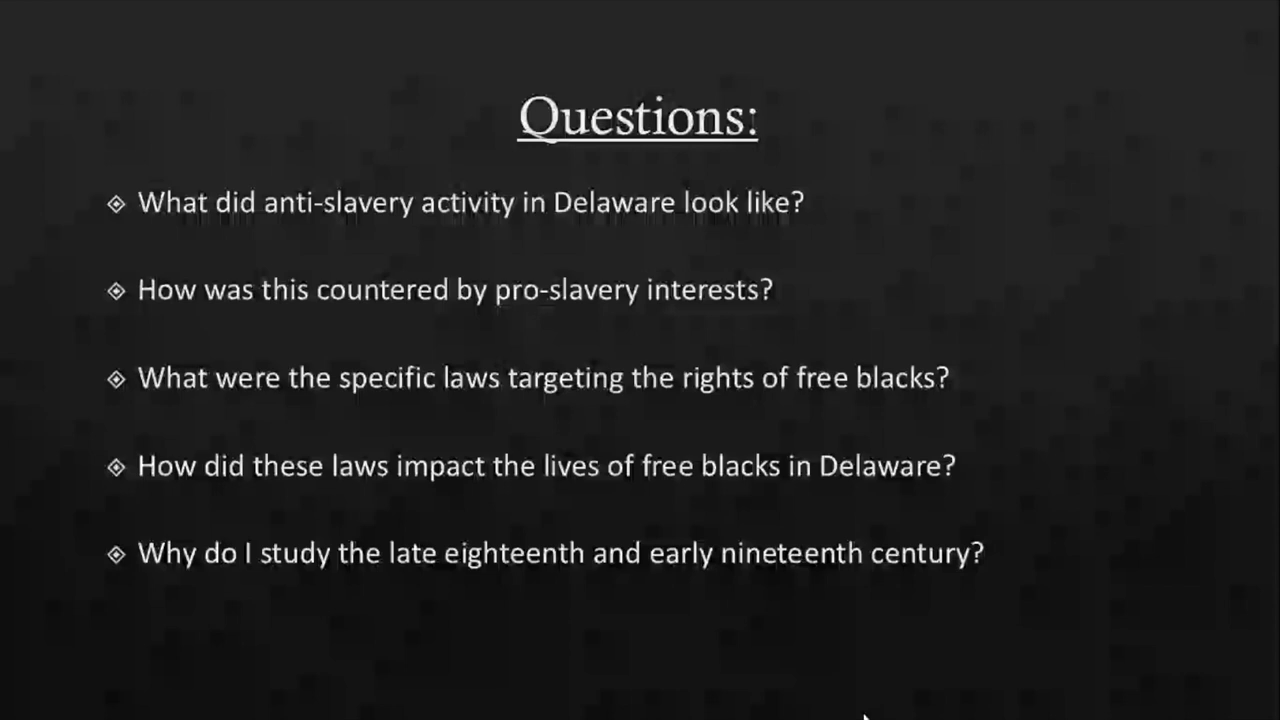 Questions:
What did anti-slavery activity in Delaware look like?
How was this countered by pro-slavery interests?
What were the specific laws targeting the rights of free blacks?
How did these laws impact the lives of free blacks in Delaware?
Why do I study the late eighteenth and early nineteenth century?